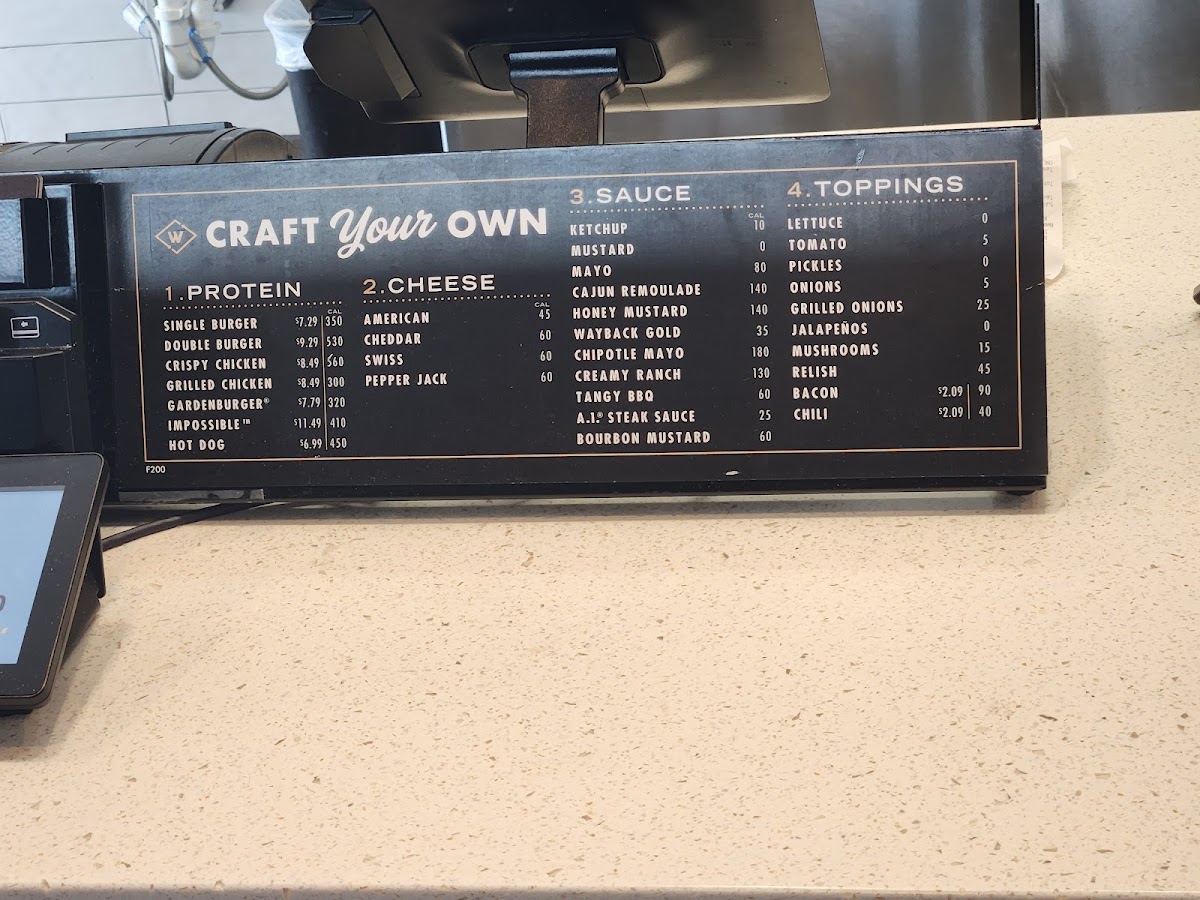 W
CRAFT Your OWN
1.PROTEIN
CAL
SINGLE BURGER $7.29 350
DOUBLE BURGER $9.29 530
CRISPY CHICKEN $8.49 560
GRILLED CHICKEN $8.49 300
GARDENBURGER® $7.79 320
IMPOSSIBLE™ $11.49 410
HOT DOG $6.99 450
F200
2.CHEESE
CAL
AMERICAN 45
CHEDDAR 60
SWISS 60
PEPPER JACK 60
3.SAUCE
CAL
KETCHUP 10
MUSTARD 0
MAYO 80
CAJUN REMOULADE 140
HONEY MUSTARD 140
WAYBACK GOLD 35
CHIPOTLE MAYO 180
CREAMY RANCH 130
TANGY BBQ 60
A.1.® STEAK SAUCE 25
BOURBON MUSTARD 60
4.TOPPINGS
LETTUCE 0
TOMATO 5
PICKLES 0
ONIONS 5
GRILLED ONIONS 25
JALAPEÑOS 0
MUSHROOMS 15
RELISH 45
BACON $2.09 90
CHILI $2.09 40